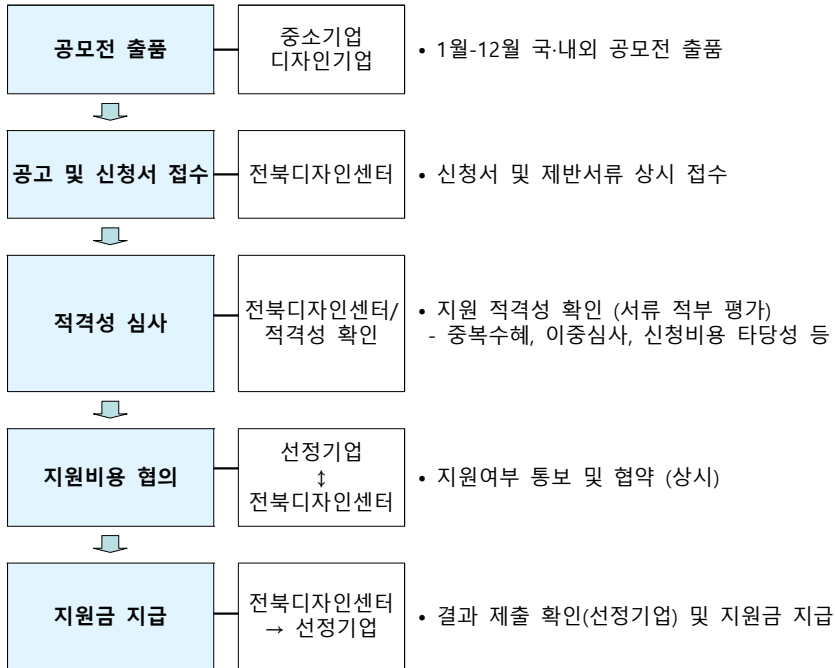 공모전 출품
중소기업
디자인기업
• 1월-12월 국·내외 공모전 출품
공고 및 신청서 접수
전북디자인센터
• 신청서 및 제반서류 상시 접수
적격성 심사
전북디자인센터/
적격성 확인
• 지원 적격성 확인 (서류 적부 평가)
- 중복수혜, 이중심사, 신청비용 타당성 등
지원비용 협의
선정기업
↕
전북디자인센터
• 지원여부 통보 및 협약 (상시)
지원금 지급
전북디자인센터
→ 선정기업
• 결과 제출 확인(선정기업) 및 지원금 지급